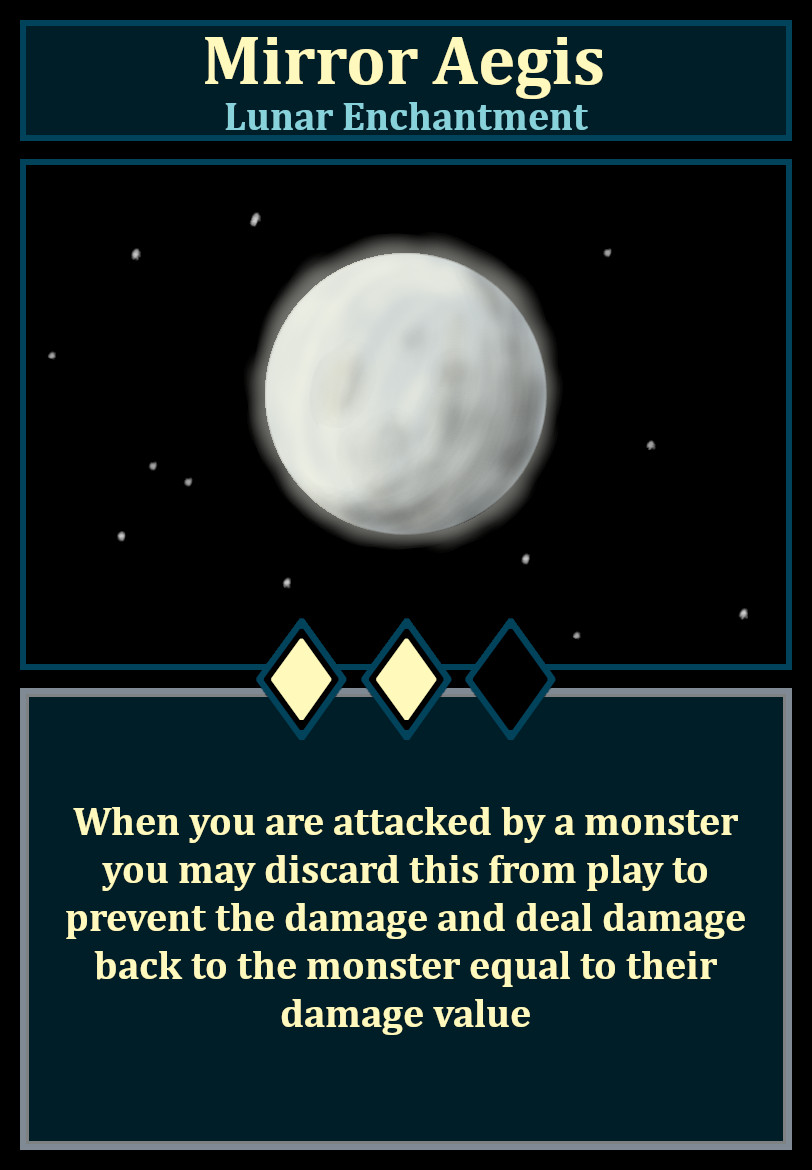 Mirror Aegis
Lunar Enchantment
When you are attacked by a monster
you may discard this from play to
prevent the damage and deal damage
back to the monster equal to their
damage value